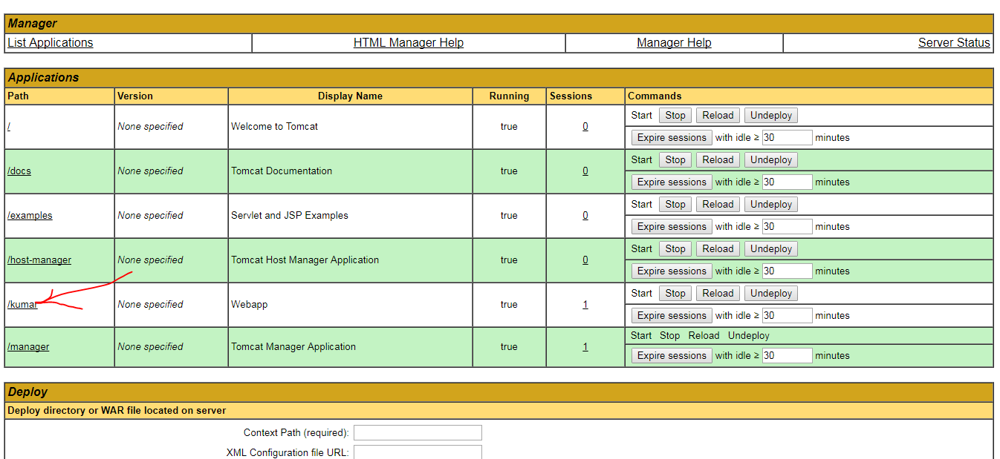 Manager
List Applications HTML Manager Help Manager Help Server Status
Applications
Path Version Display Name Running Sessions Commands
/ None specified Welcome to Tomcat true 0 Start Stop Reload Undeploy
Expire sessions with idle ≥ 30 minutes
/docs None specified Tomcat Documentation true 0 Start Stop Reload Undeploy
Expire sessions with idle ≥ 30 minutes
/examples None specified Servlet and JSP Examples true 0 Start Stop Reload Undeploy
Expire sessions with idle ≥ 30 minutes
/host-manager None specified Tomcat Host Manager Application true 0 Start Stop Reload Undeploy
Expire sessions with idle ≥ 30 minutes
/kumar None specified Webapp true 1 Start Stop Reload Undeploy
Expire sessions with idle ≥ 30 minutes
/manager None specified Tomcat Manager Application true 1 Start Stop Reload Undeploy
Expire sessions with idle ≥ 30 minutes
Deploy
Deploy directory or WAR file located on server
Context Path (required):
XML Configuration file URL: